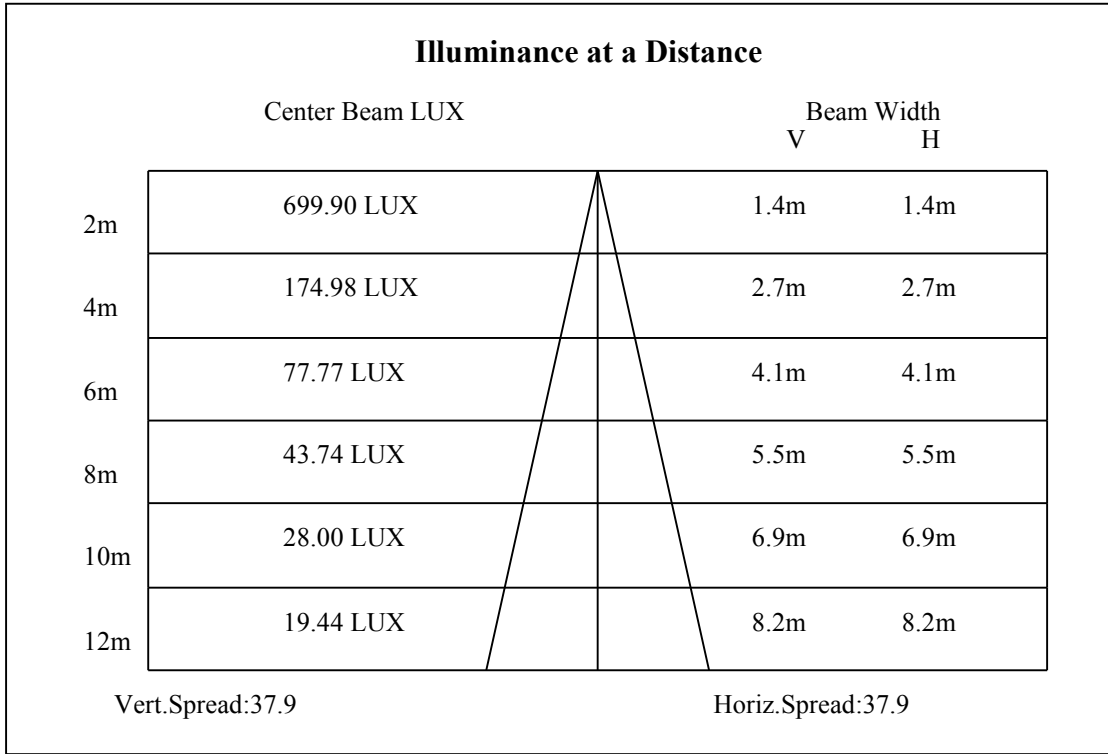 Illuminance at a Distance
Center Beam LUX Beam Width
V H
2m 699.90 LUX 1.4m 1.4m
4m 174.98 LUX 2.7m 2.7m
6m 77.77 LUX 4.1m 4.1m
8m 43.74 LUX 5.5m 5.5m
10m 28.00 LUX 6.9m 6.9m
12m 19.44 LUX 8.2m 8.2m
Vert.Spread:37.9 Horiz.Spread:37.9